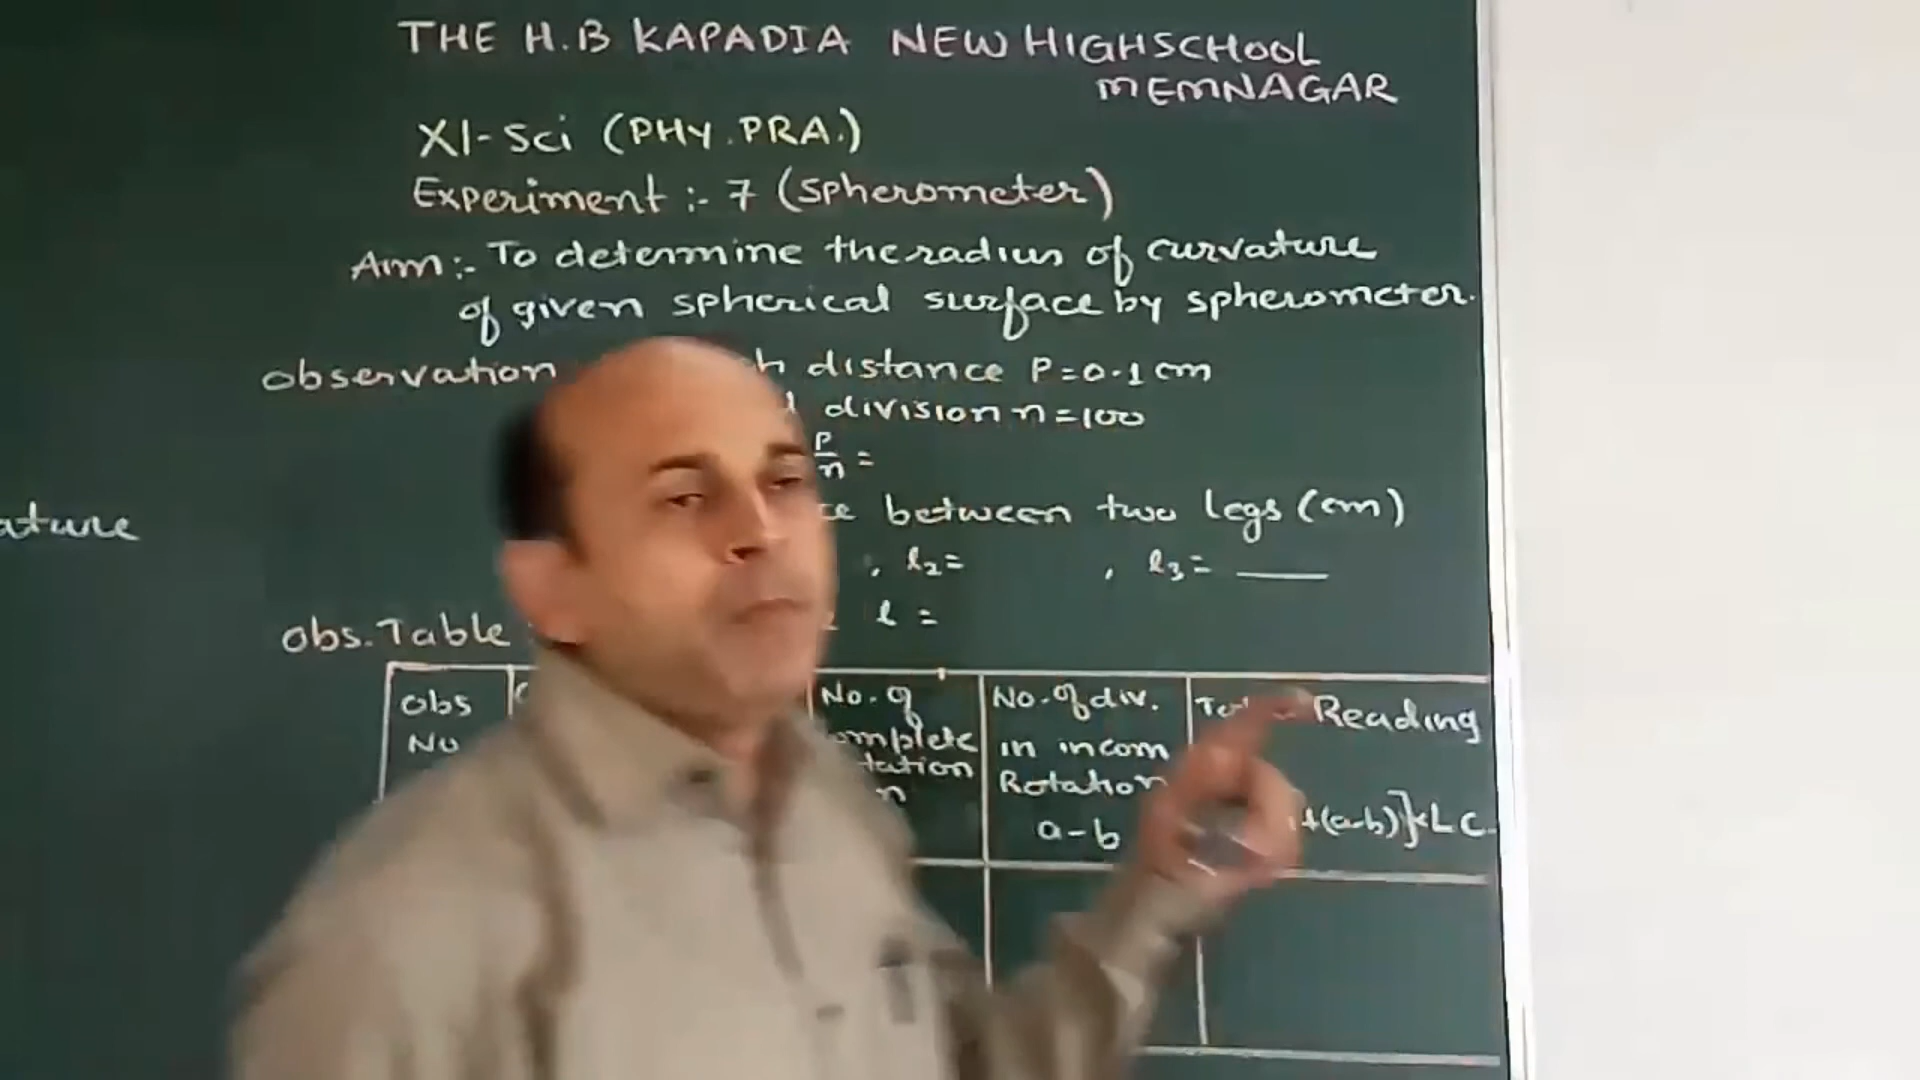 THE H.B KAPADIA NEW HIGHSCHOOL
MEMNAGAR
XI-Sci (PHY.PRA.)
Experiment :- 7 (Spherometer)
Aim:- To determine the radius of curvature
of given spherical surface by spherometer.
observation distance P=0.1 cm
division n=100
P/n =
between two legs (cm)
ature
, l2= , l3= ____
l =
Obs. Table
Obs No
No. of
n
No. of div. in incom Rotation a-b
Reading +(a-b)]×LC.